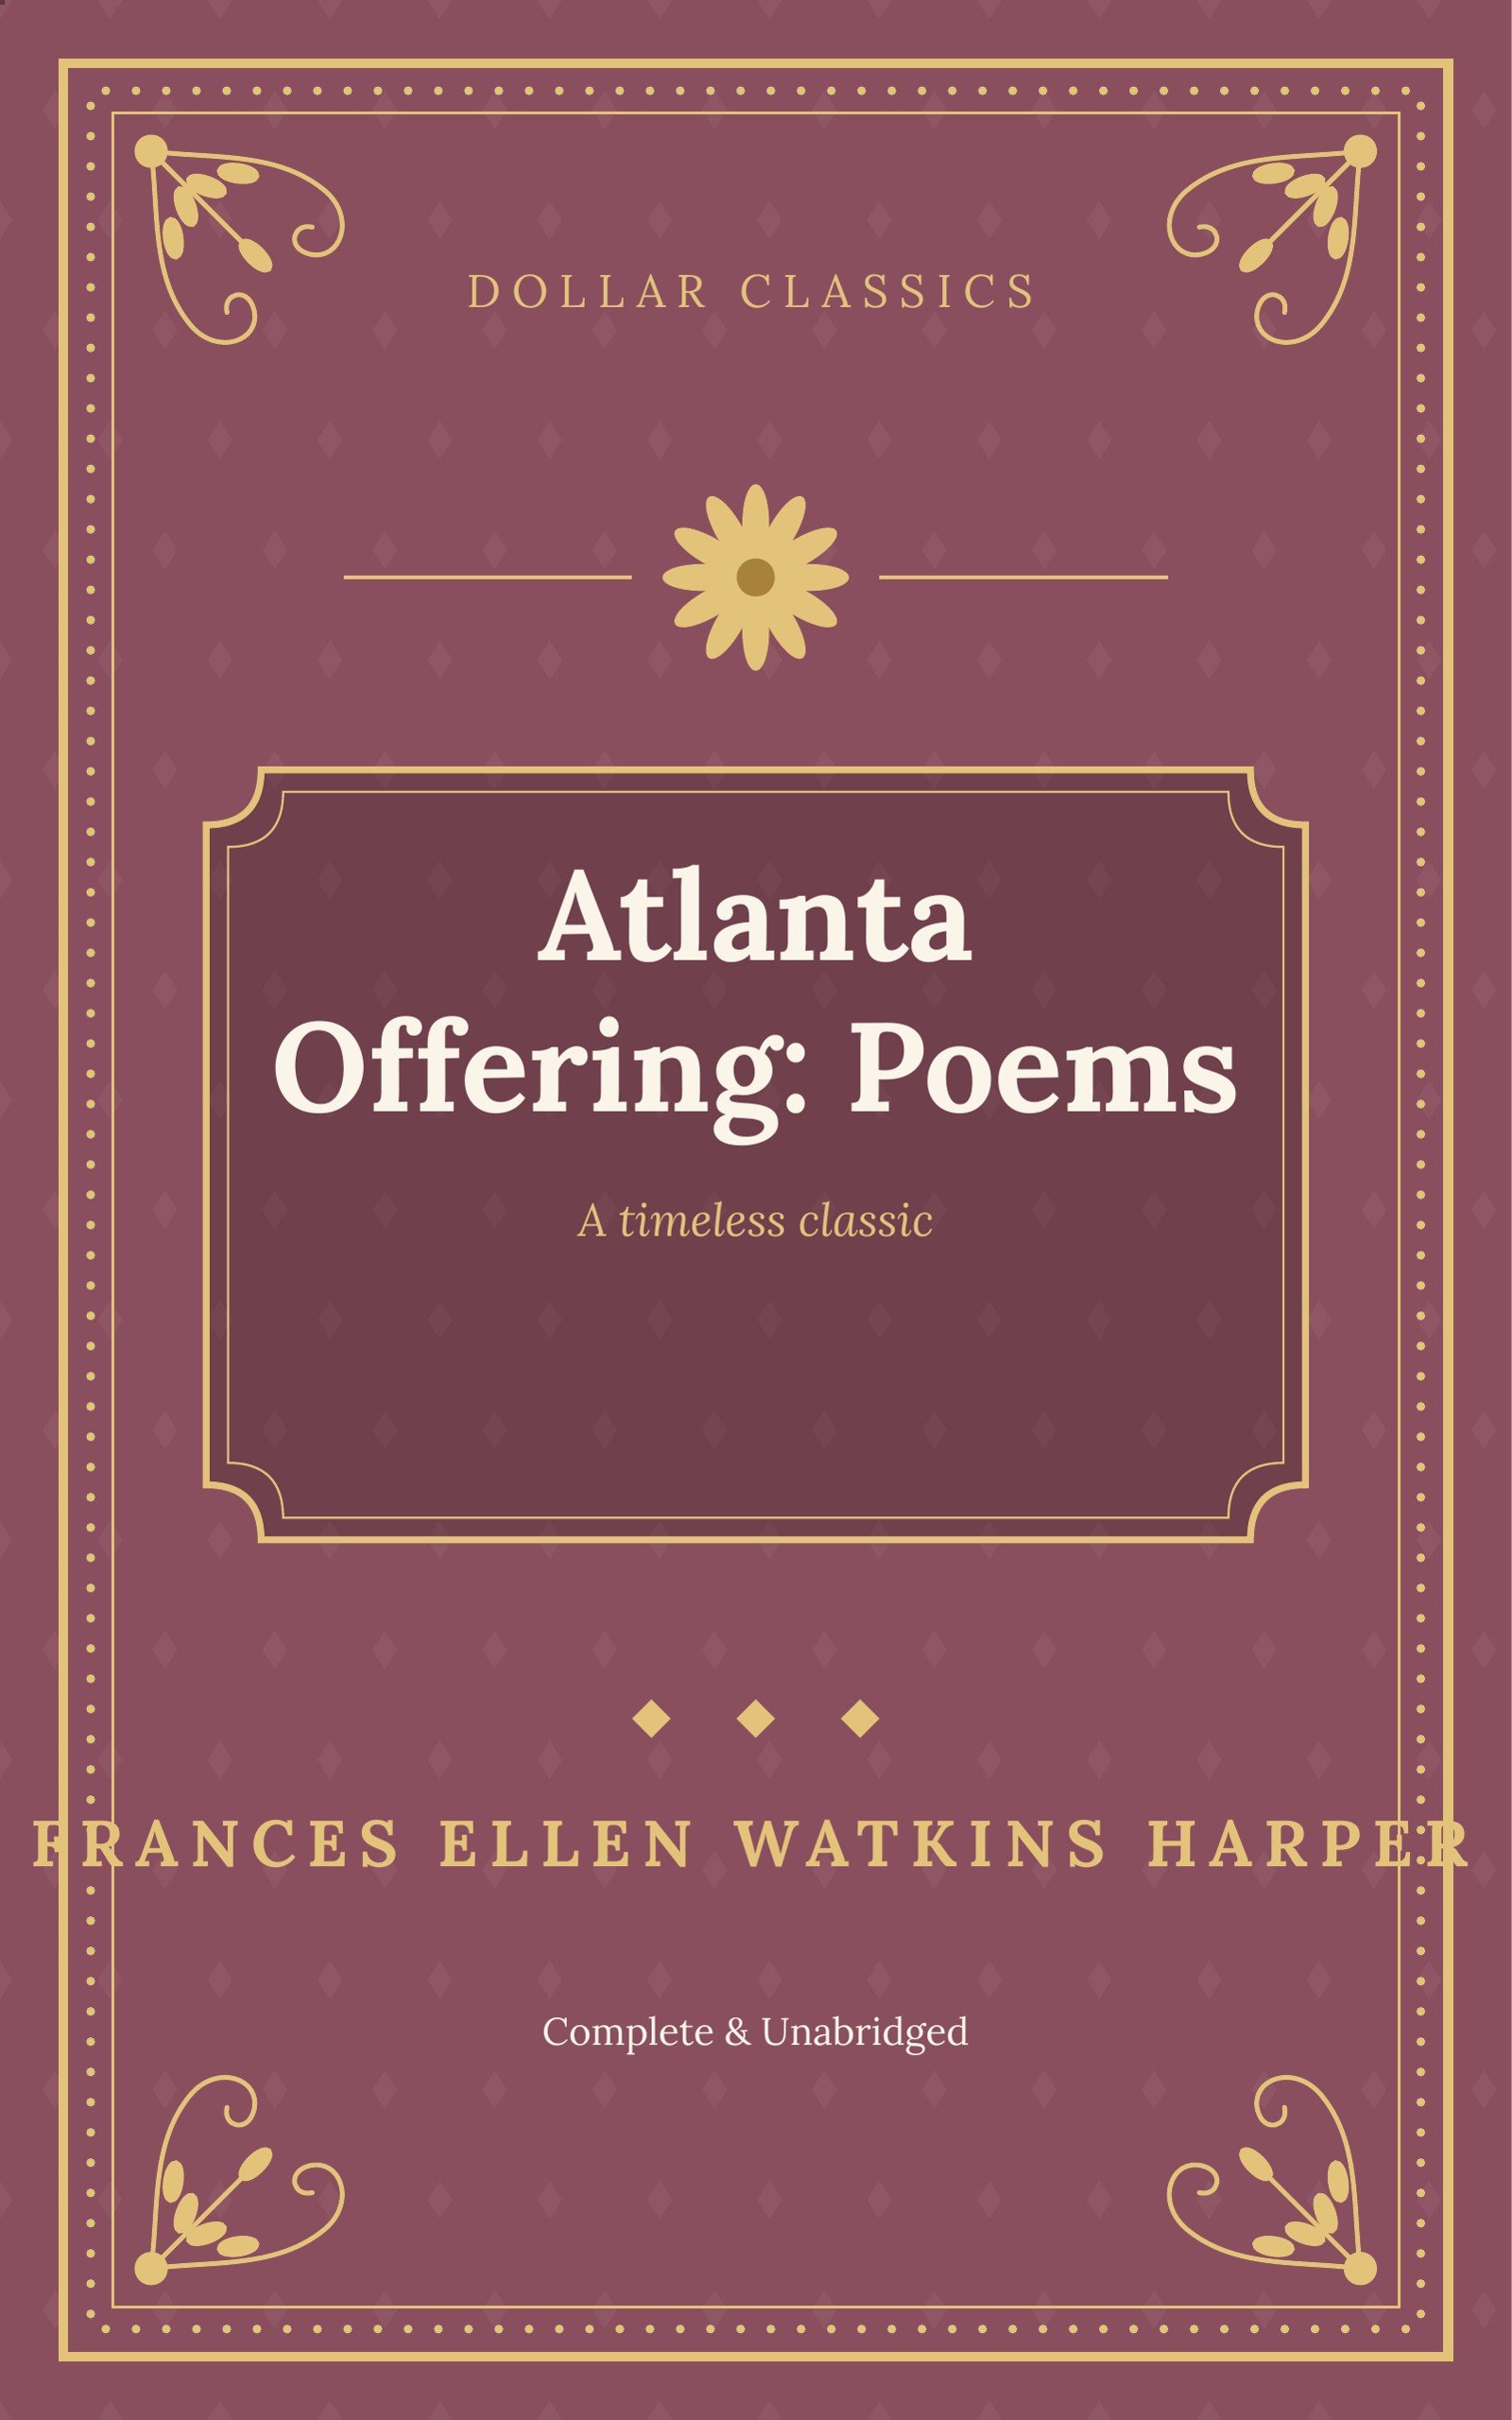 DOLLAR CLASSICS
Atlanta
Offering: Poems
A timeless classic
FRANCES ELLEN WATKINS HARPER
Complete & Unabridged